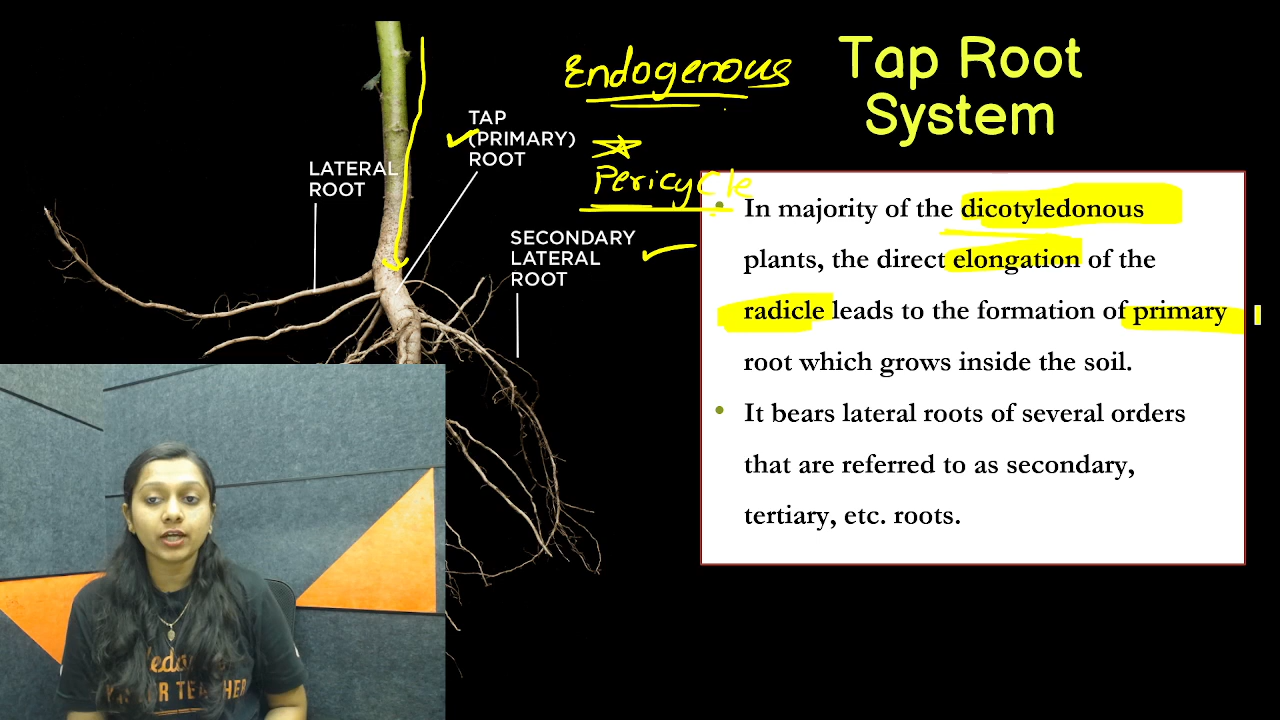 Tap Root
System
Endogenous
Pericycle
TAP
(PRIMARY)
ROOT
LATERAL
ROOT
SECONDARY
LATERAL
ROOT
• In majority of the dicotyledonous
plants, the direct elongation of the
radicle leads to the formation of primary
root which grows inside the soil.
• It bears lateral roots of several orders
that are referred to as secondary,
tertiary, etc. roots.